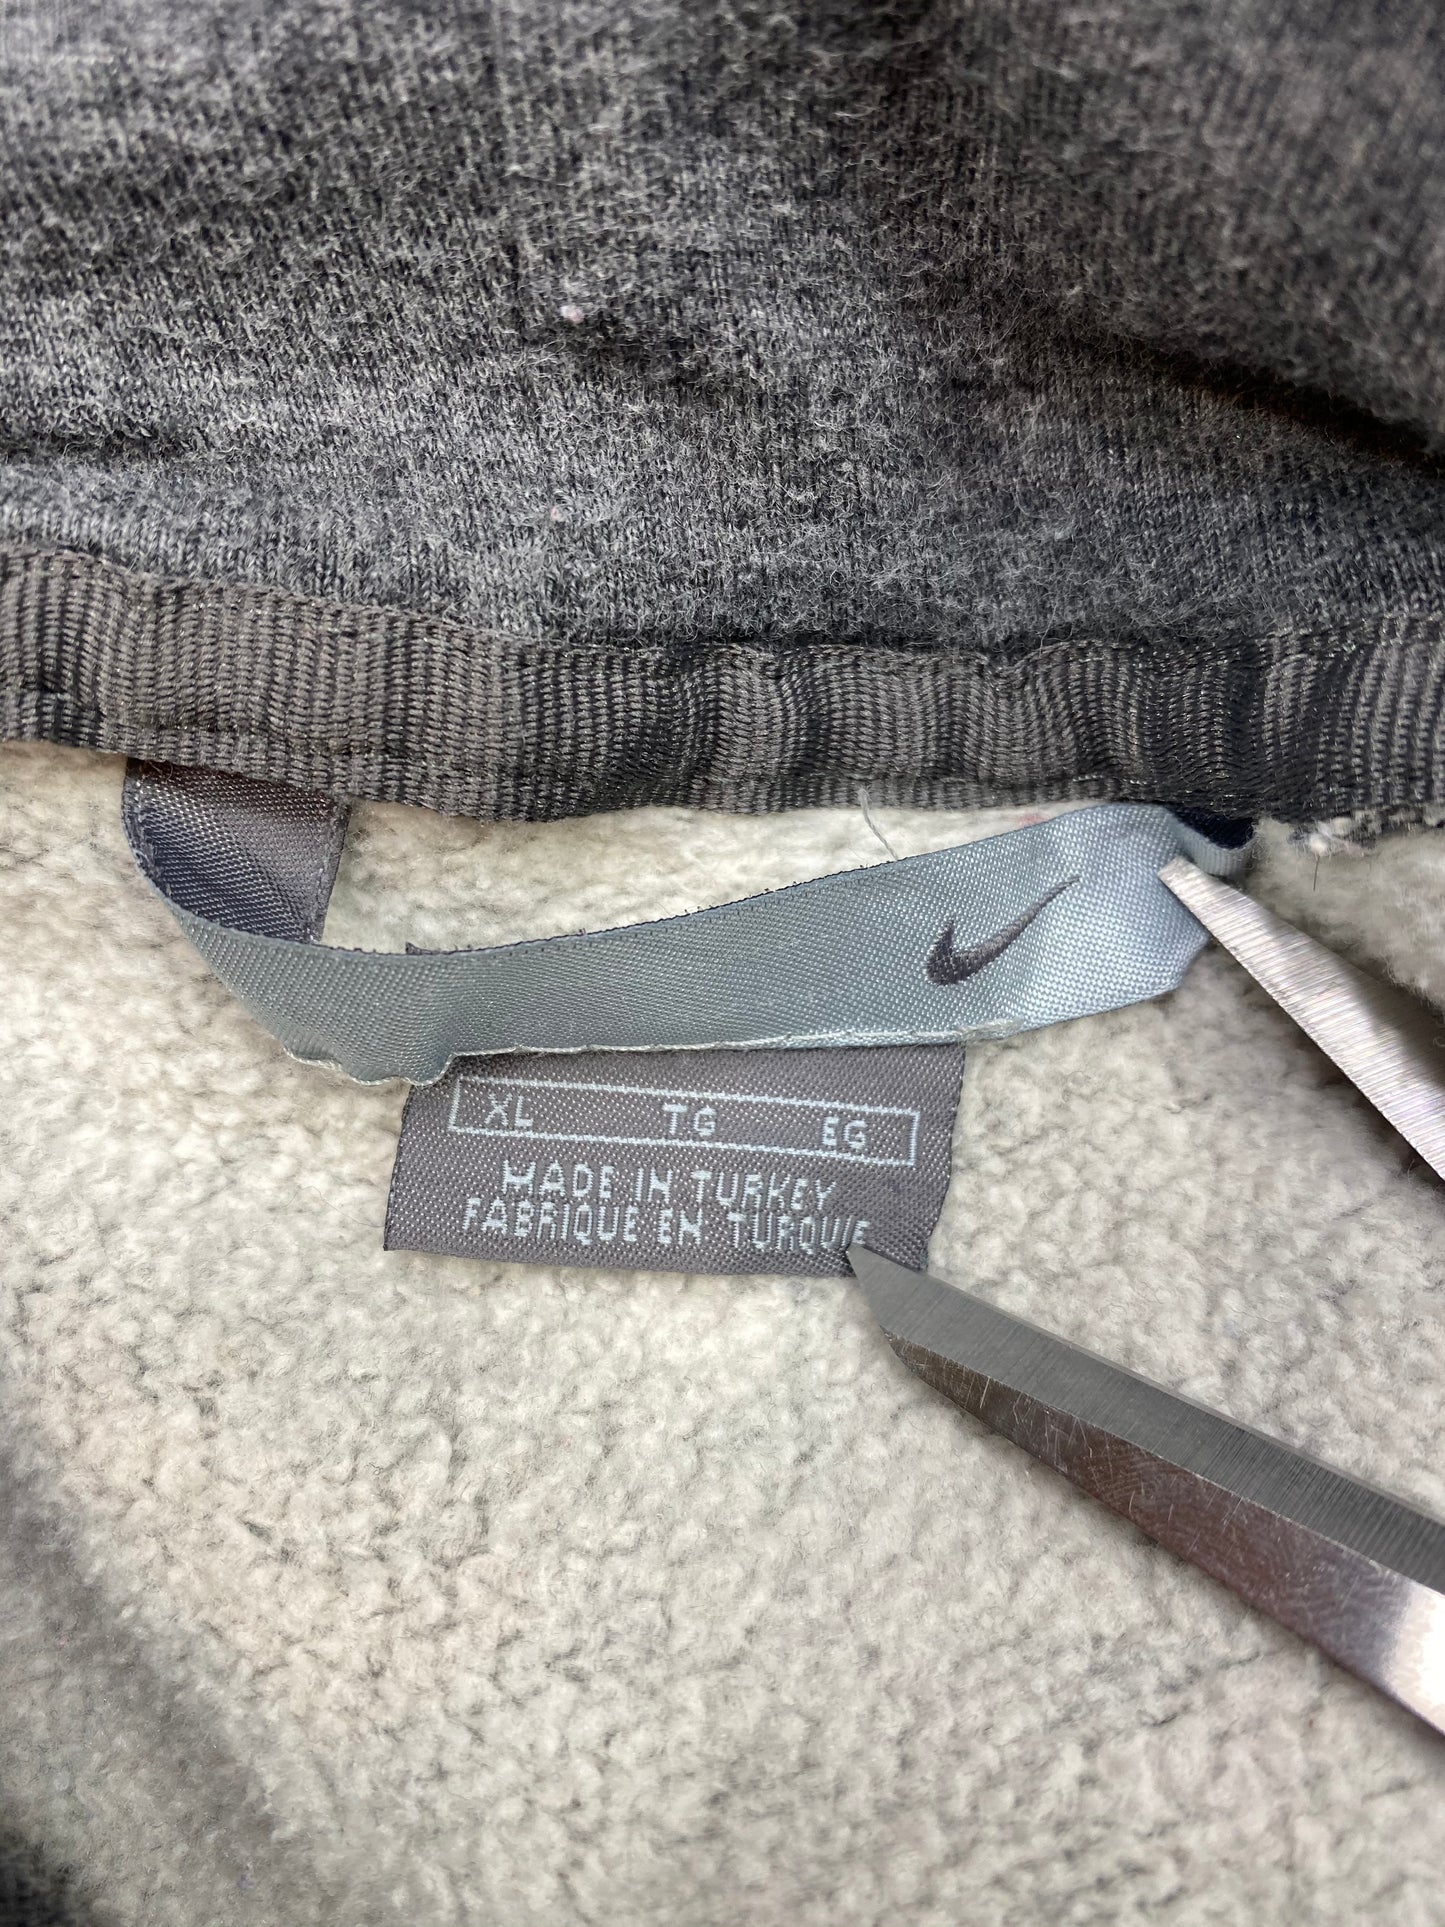 XL TG EG
MADE IN TURKEY
FABRIQUE EN TURQUIE